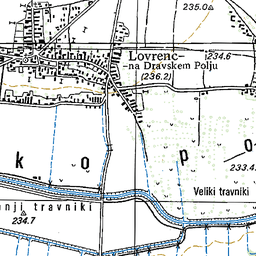 235.0
Lovrenc
234.6
na Dravskem Polju
(236.2)
k o p o
233.4
Veliki travniki
nji travniki
234.7